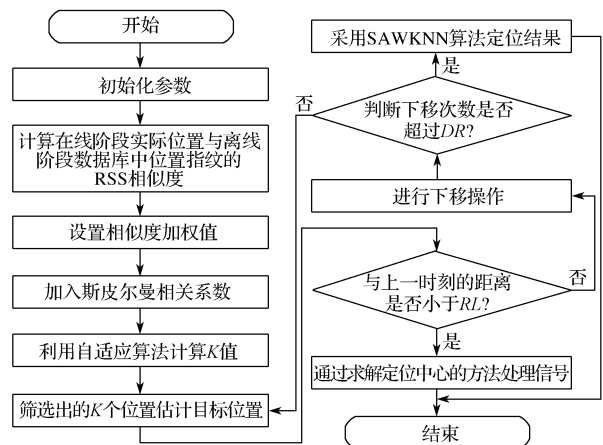 开始
初始化参数
计算在线阶段实际位置与离线
阶段数据库中位置指纹的
RSS相似度
设置相似度加权值
加入斯皮尔曼相关系数
利用自适应算法计算K值
筛选出的K个位置估计目标位置
采用SAWKNN算法定位结果
是
否
判断下移次数是否
超过DR?
进行下移操作
与上一时刻的距离
是否小于RL?
否
是
通过求解定位中心的方法处理信号
结束